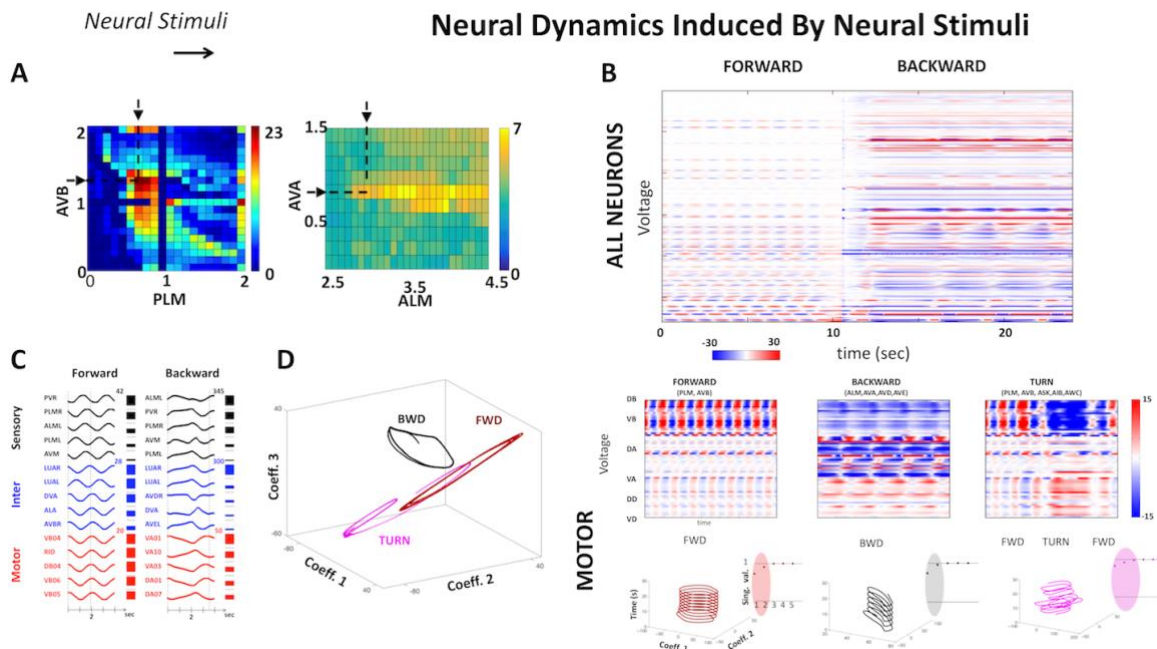 Neural Stimuli
Neural Dynamics Induced By Neural Stimuli
A
2
1
0
AVB
0
1
2
PLM
23
0
1.5
0.5
AVA
2.5
3.5
4.5
ALM
7
0
B
FORWARD
BACKWARD
ALL NEURONS
Voltage
0
10
20
time (sec)
-30
30
C
Forward
Backward
Sensory
Inter
Motor
PVR
PLMR
ALML
PLML
AVM
LUAR
LUAL
DVA
ALA
AVBR
VB04
RID
DB04
VB06
VB05
42
28
20
2
sec
ALML
PVR
PLMR
AVM
PLML
LUAR
LUAL
AVDR
DVA
AVEL
VA01
VA10
VA03
DA01
DA07
345
300
50
2
sec
D
40
-60
Coeff. 3
-80
40
Coeff. 1
-80
40
Coeff. 2
BWD
FWD
TURN
MOTOR
FORWARD
(PLM, AVB)
BACKWARD
(ALM,AVA,AVD,AVE)
TURN
(PLM, AVB, ASK,AIB,AWC)
Voltage
DB
VB
DA
VA
DD
VD
time
15
-15
FWD
BWD
FWD TURN FWD
Time (s)
Sing. val.
1
1 2 3 4 5
Coeff. 1
Coeff. 2